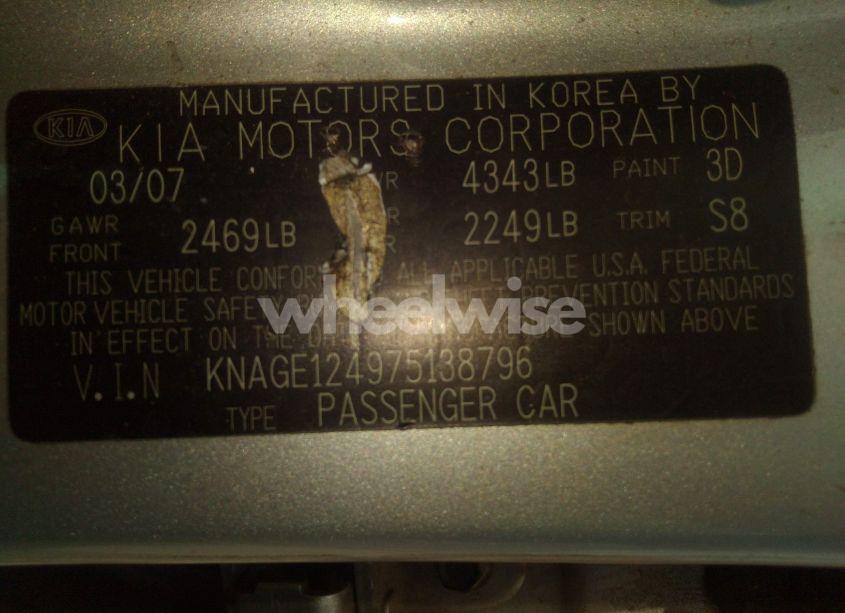 MANUFACTURED IN KOREA BY
KIA KIA MOTORS CORPORATION
03/07 4343LB PAINT 3D
GAWR FRONT 2469LB 2249LB TRIM S8
THIS VEHICLE CONFOR ALL APPLICABLE U.S.A. FEDERAL
MOTOR VEHICLE PREVENTION STANDARDS
IN EFFECT ON THE SHOWN ABOVE
V.I.N KNAGE124975138796
TYPE PASSENGER CAR
wheelwise